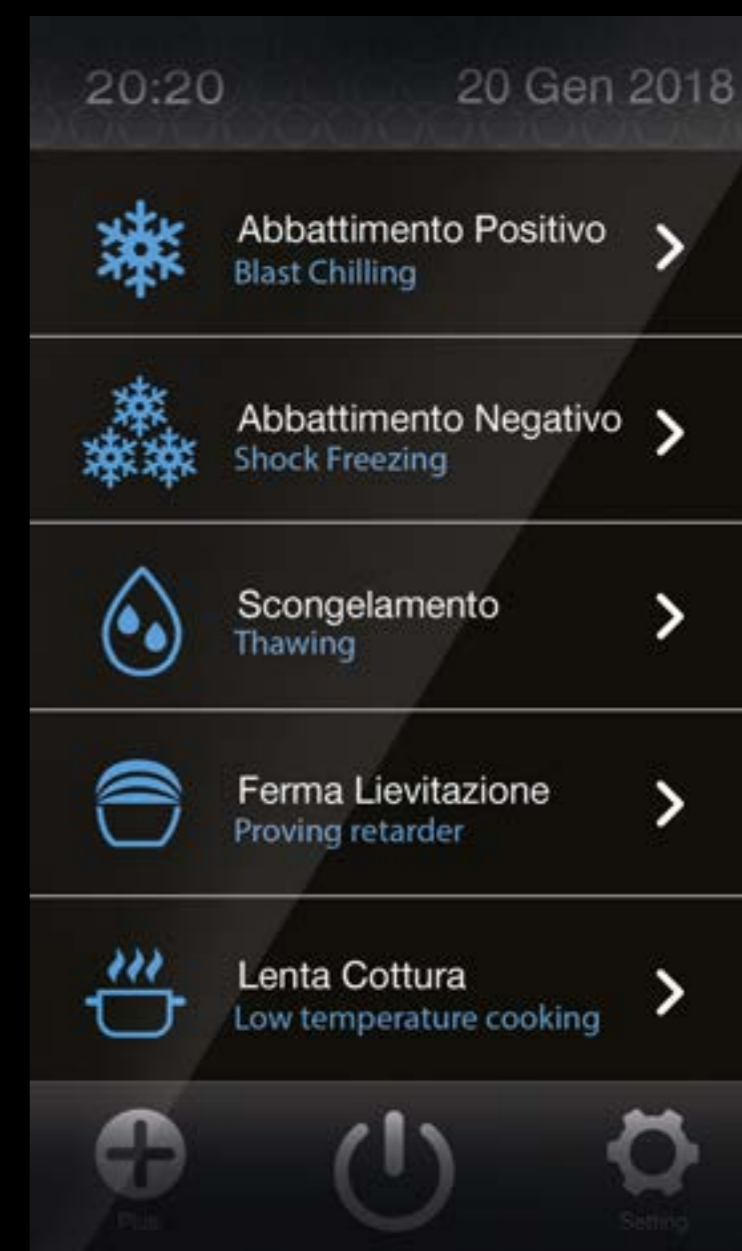 20:20 20 Gen 2018
Abbattimento Positivo
Blast Chilling
Abbattimento Negativo
Shock Freezing
Scongelamento
Thawing
Ferma Lievitazione
Proving retarder
Lenta Cottura
Low temperature cooking
Plus Setting